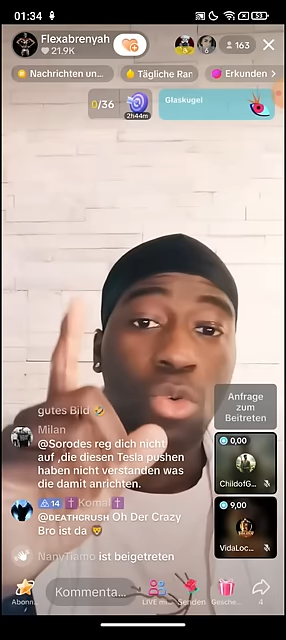 01:34
53
Flexabrenyah
21.9K
163
Nachrichten un...
Tägliche Ran
Erkunden >
0/36
2h44m
Glaskugel
gutes Bild
Milan
@Sorodes reg dich nicht
auf ,die diesen Tesla pushen
haben nicht verstanden was
die damit anrichten.
14 Komal
@DEATHCRUSH Oh Der Crazy
Bro ist da
NanyTiamo ist beigetreten
Anfrage
zum
Beitreten
0,00
ChildofG...
9,00
VidaLoc...
Kommenta...
Abonn...
LIVE m...
Senden
Gesche...
4